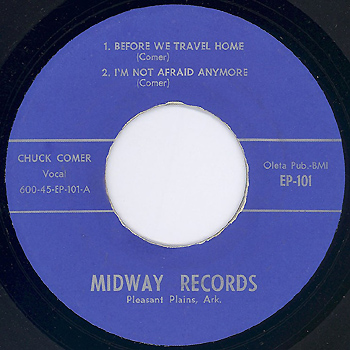 1. BEFORE WE TRAVEL HOME
(Comer)
2. I'M NOT AFRAID ANYMORE
(Comer)
CHUCK COMER
Vocal
600-45-EP-101-A
Oleta Pub.-BMI
EP-101
MIDWAY RECORDS
Pleasant Plains, Ark.